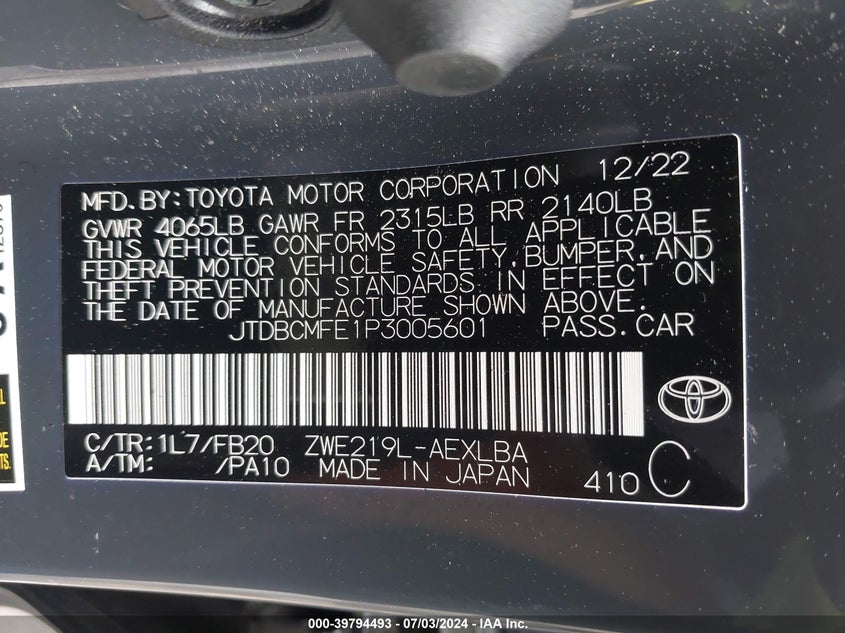 MFD. BY: TOYOTA MOTOR CORPORATION 12/22
GVWR 4065LB GAWR FR 2315LB RR 2140LB
THIS VEHICLE CONFORMS TO ALL APPLICABLE
FEDERAL MOTOR VEHICLE SAFETY, BUMPER, AND
THEFT PREVENTION STANDARDS IN EFFECT ON
THE DATE OF MANUFACTURE SHOWN ABOVE.
JTDBCMFE1P3005601 PASS. CAR
C/TR: 1L7/FB20 ZWE219L-AEXLBA
A/TM: /PA10 MADE IN JAPAN 410 C
000-39794493 - 07/03/2024 - IAA Inc.